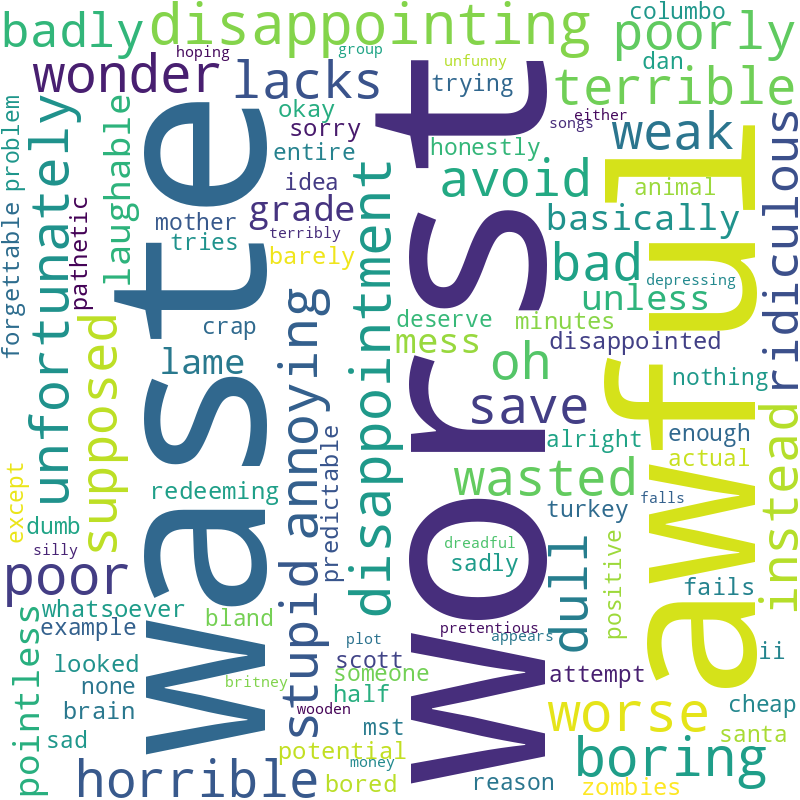 columbo
badly
disappointing
poorly
hoping
group
wonder
lacks
unfunny
dan
trying
terrible
waste
worst
awful
okay
sorry
entire
either
songs
weak
honestly
problem
forgettable
unfortunately
laughable
pathetic
idea
mother
grade
tries
terribly
barely
disappointment
avoid
animal
basically
ridiculous
bad
depressing
unless
crap
supposed
annoying
deserve
minutes
mess
disappointed
lame
oh
nothing
save
alright
enough
actual
predictable
redeeming
wasted
falls
instead
except
dumb
turkey
silly
dreadful
sadly
dull
positive
poor
stupid
fails
whatsoever
bland
example
pretentious
plot
appears
pointless
looked
scott
someone
attempt
ii
none
britney
half
brain
wooden
worse
cheap
mst
sad
potential
santa
money
boring
horrible
bored
reason
zombies